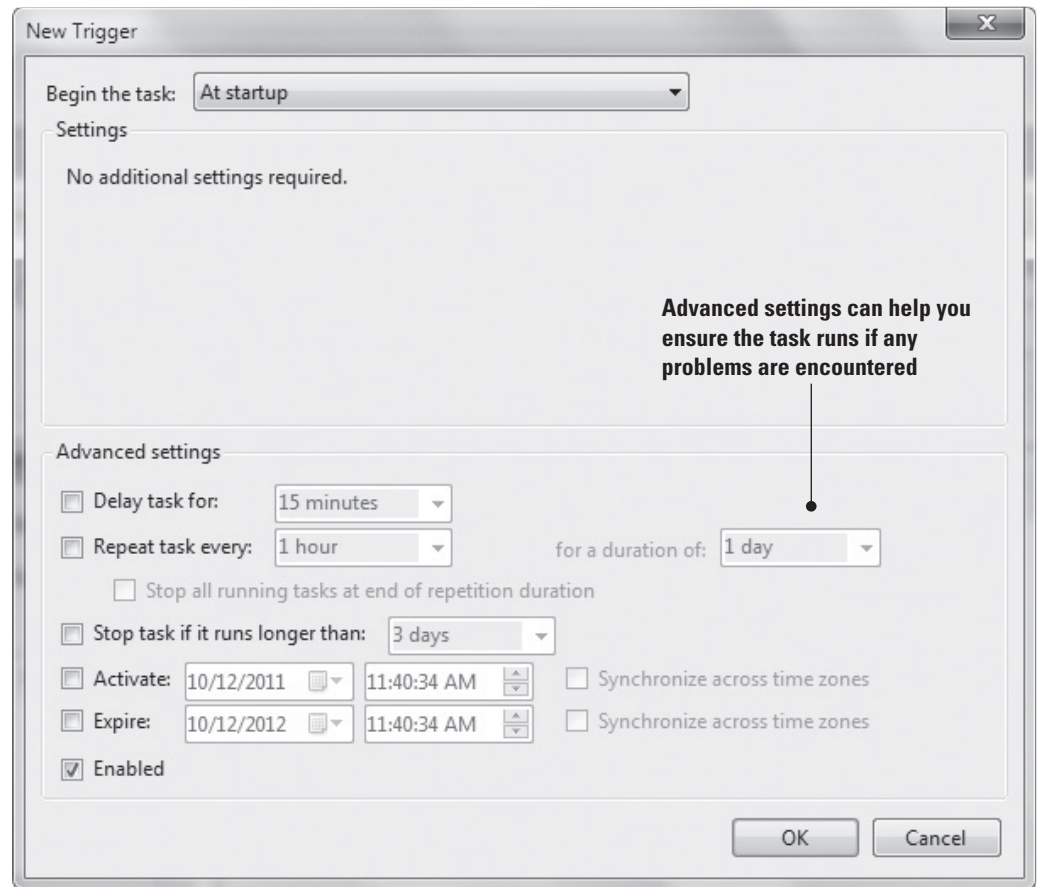 New Trigger
Begin the task: At startup
Settings
No additional settings required.
Advanced settings can help you
ensure the task runs if any
problems are encountered
Advanced settings
Delay task for: 15 minutes
Repeat task every: 1 hour for a duration of: 1 day
Stop all running tasks at end of repetition duration
Stop task if it runs longer than: 3 days
Activate: 10/12/2011 11:40:34 AM Synchronize across time zones
Expire: 10/12/2012 11:40:34 AM Synchronize across time zones
Enabled
OK Cancel